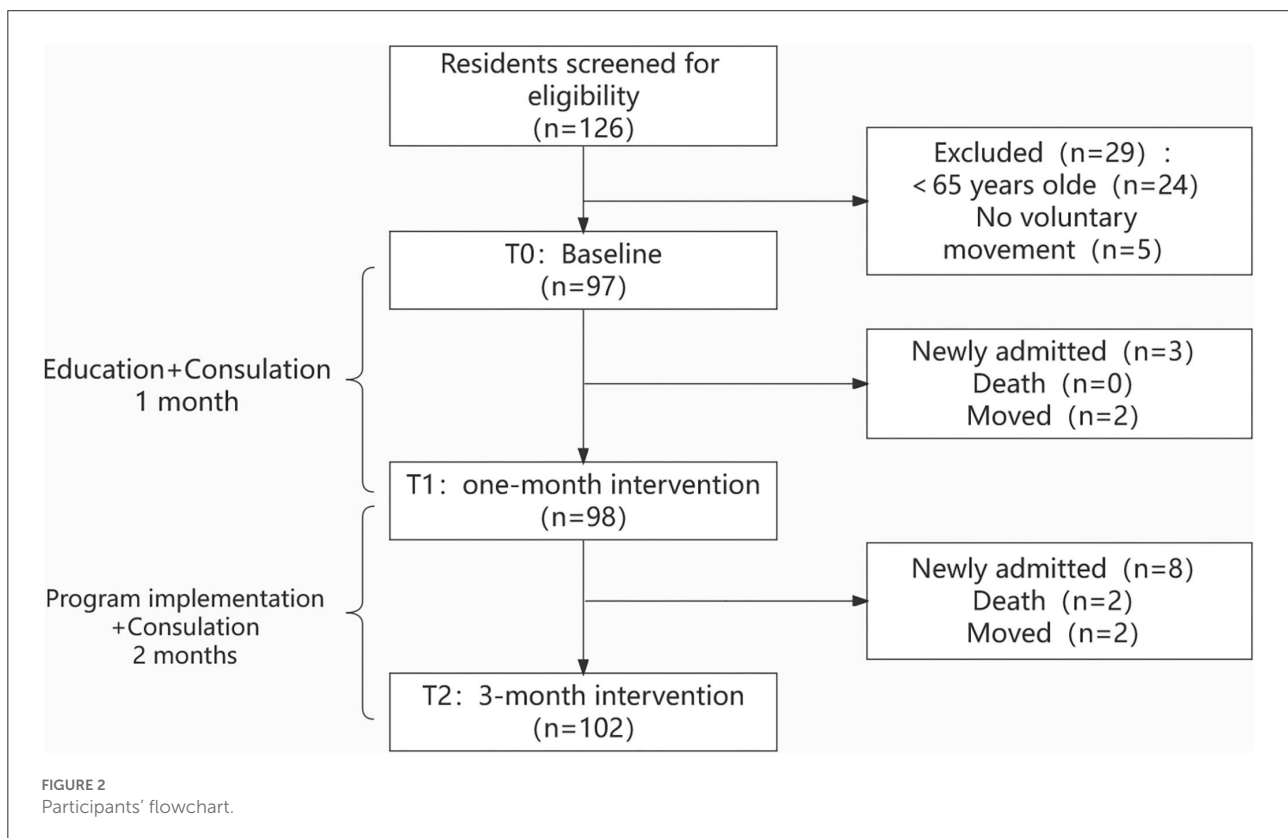 Residents screened for
eligibility
(n=126)
Excluded (n=29) :
<65 years olde (n=24)
No voluntary
movement (n=5)
T0: Baseline
(n=97)
Education+Consulation
1 month
Newly admitted (n=3)
Death (n=0)
Moved (n=2)
T1: one-month intervention
(n=98)
Program implementation
+Consulation
2 months
Newly admitted (n=8)
Death (n=2)
Moved (n=2)
T2: 3-month intervention
(n=102)
FIGURE 2
Participants’ flowchart.